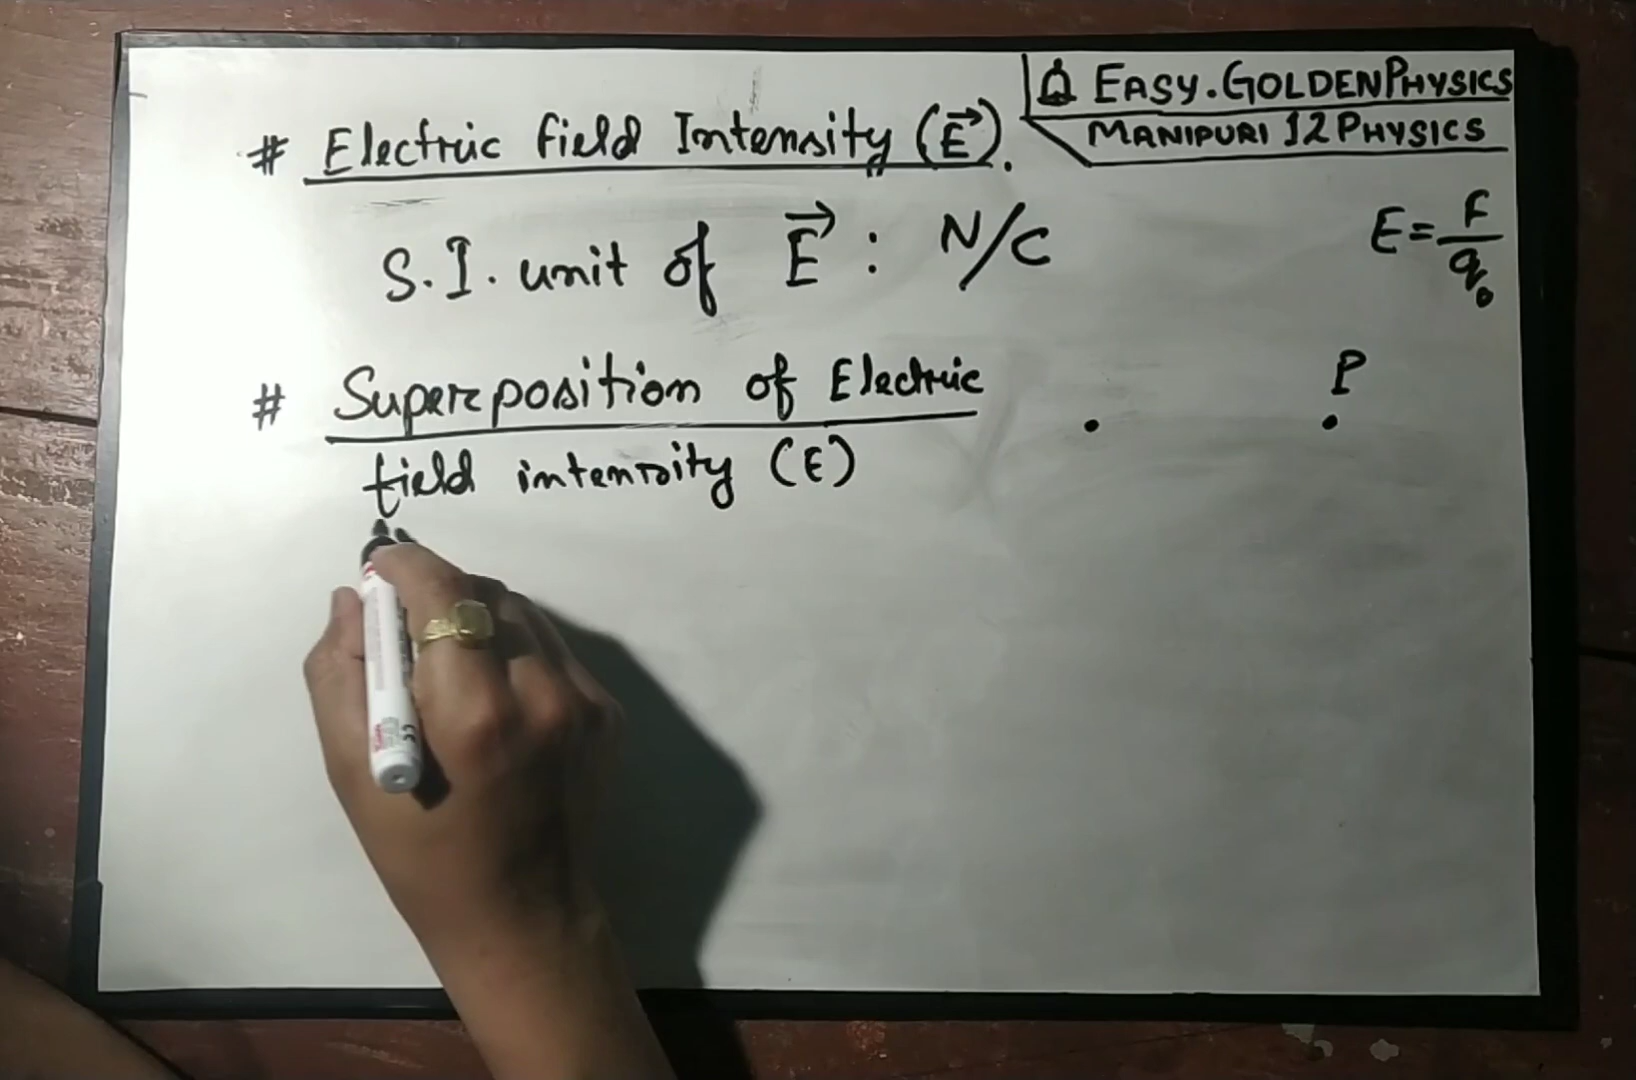 EASY.GOLDENPHYSICS
MANIPURI 12 PHYSICS
# Electric field Intensity (E⃗).
S.I. unit of E⃗ : N/C
E = F/q₀
# Superposition of Electric
field intensity (E)
P